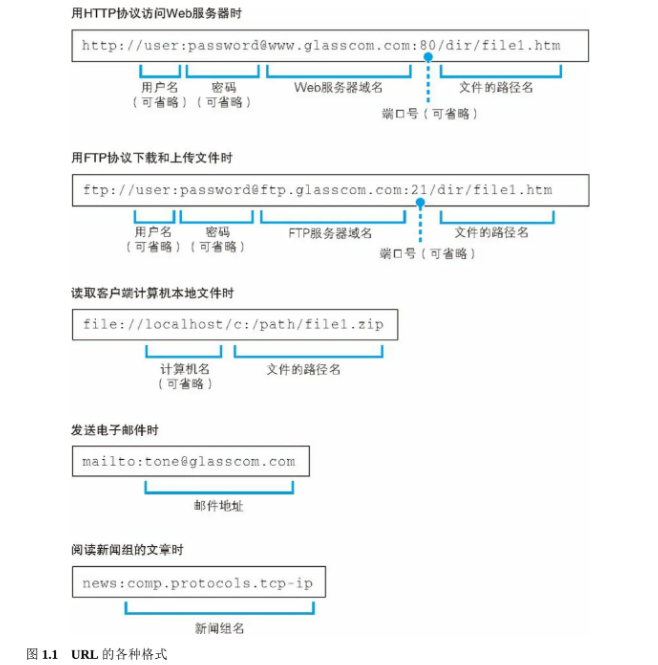 用HTTP协议访问Web服务器时
http://user:password@www.glasscom.com:80/dir/file1.htm
用户名 密码 Web服务器域名 文件的路径名
(可省略) (可省略) 端口号(可省略)
用FTP协议下载和上传文件时
ftp://user:password@ftp.glasscom.com:21/dir/file1.htm
用户名 密码 FTP服务器域名 文件的路径名
(可省略) (可省略) 端口号(可省略)
读取客户端计算机本地文件时
file://localhost/c:/path/file1.zip
计算机名 文件的路径名
(可省略)
发送电子邮件时
mailto:tone@glasscom.com
邮件地址
阅读新闻组的文章时
news:comp.protocols.tcp-ip
新闻组名
图 1.1 URL 的各种格式